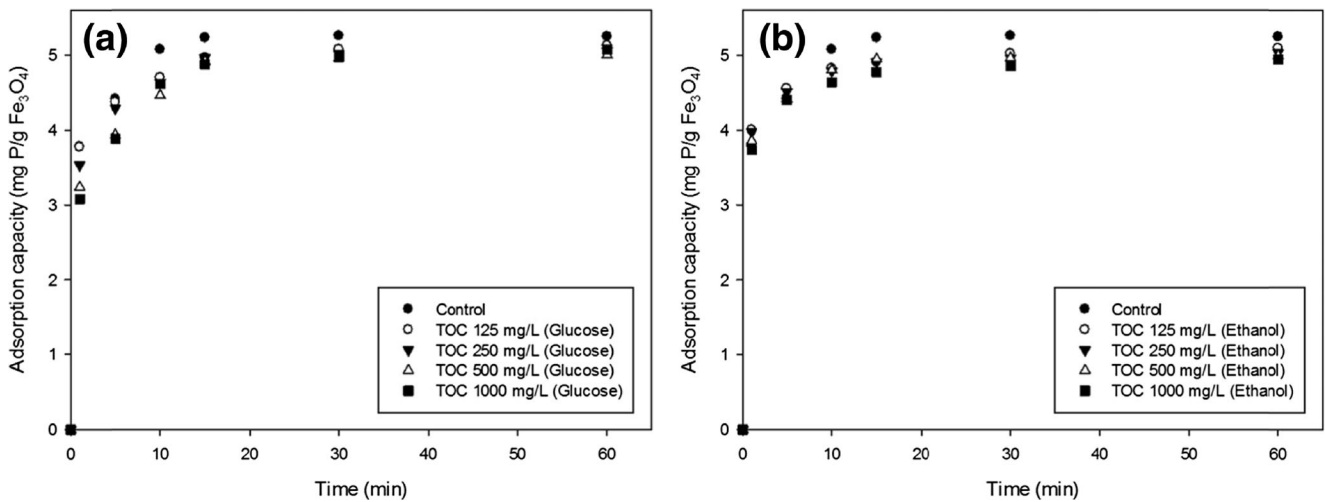 (a)
Adsorption capacity (mg P/g Fe₃O₄)
5
4
3
2
1
0
Control
TOC 125 mg/L (Glucose)
TOC 250 mg/L (Glucose)
TOC 500 mg/L (Glucose)
TOC 1000 mg/L (Glucose)
0 10 20 30 40 50 60
Time (min)
(b)
Adsorption capacity (mg P/g Fe₃O₄)
5
4
3
2
1
0
Control
TOC 125 mg/L (Ethanol)
TOC 250 mg/L (Ethanol)
TOC 500 mg/L (Ethanol)
TOC 1000 mg/L (Ethanol)
0 10 20 30 40 50 60
Time (min)